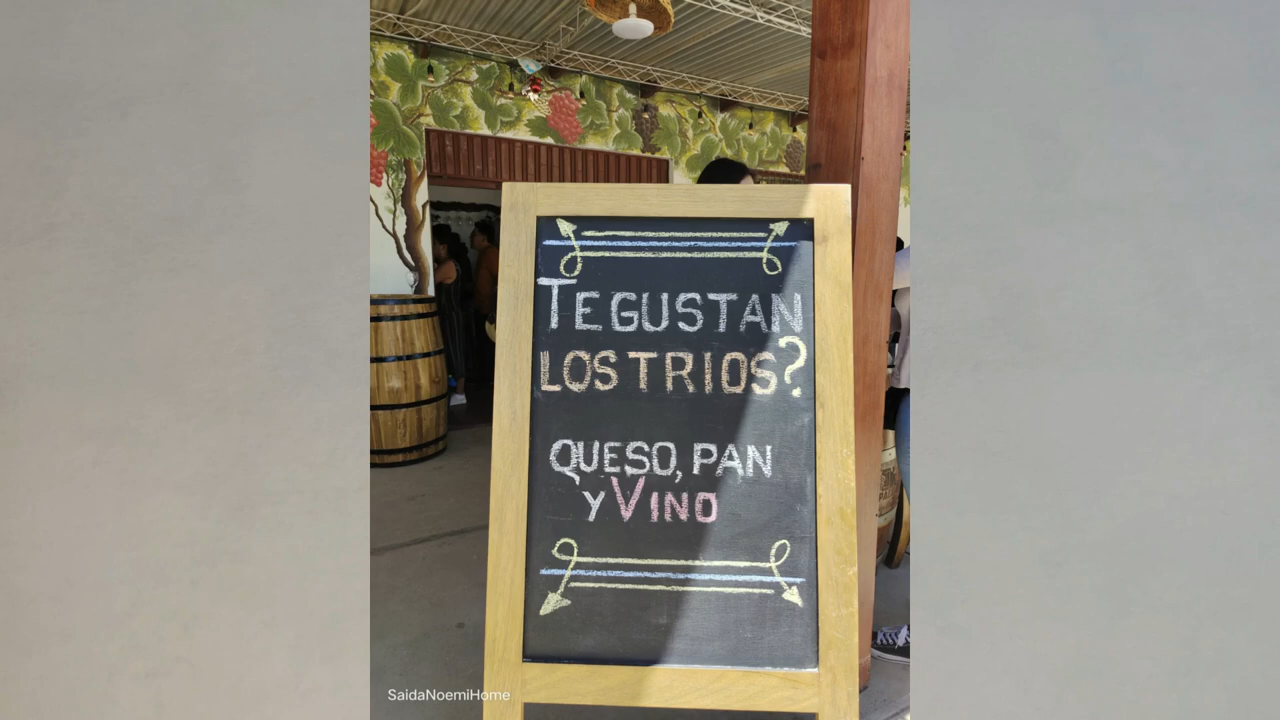 TE GUSTAN
LOS TRIOS?
QUESO, PAN
Y VINO
SaidaNoemiHome